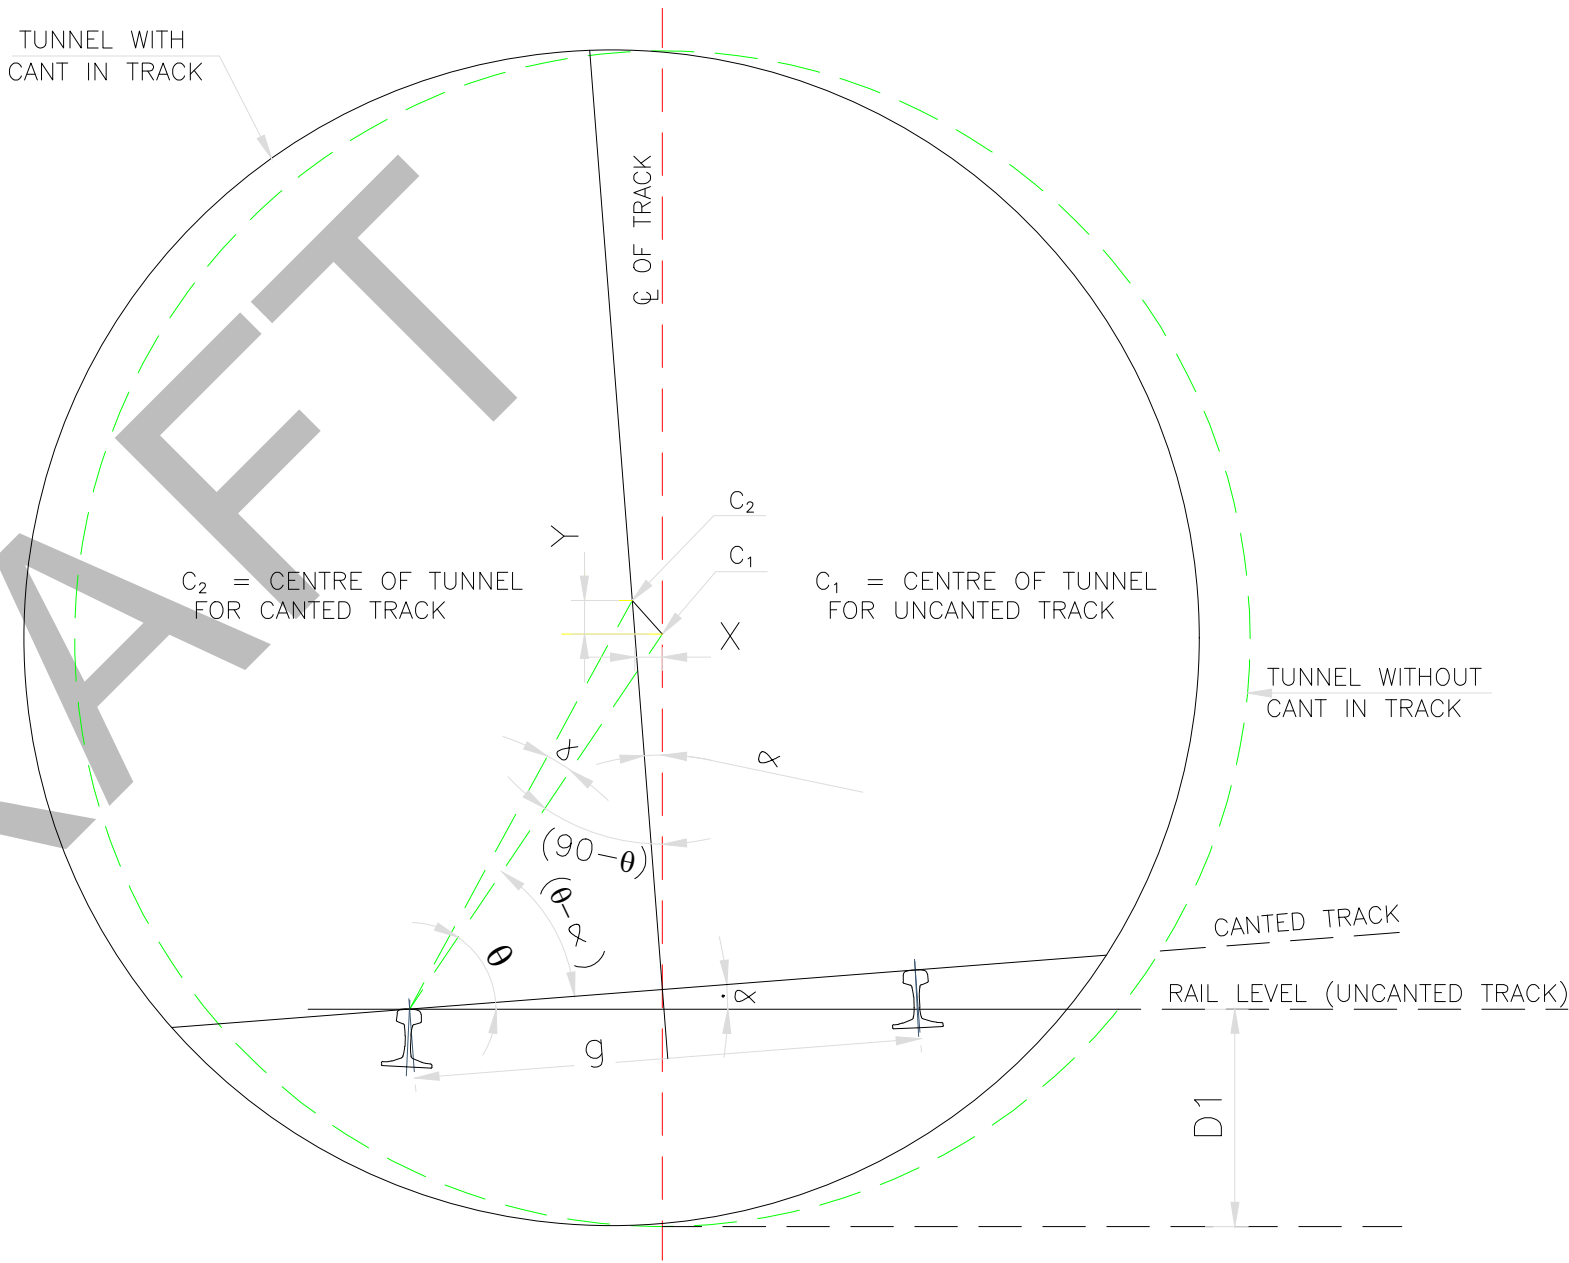 TUNNEL WITH
CANT IN TRACK
℄ OF TRACK
C₂
Y
C₁
C₂ = CENTRE OF TUNNEL
FOR CANTED TRACK
C₁ = CENTRE OF TUNNEL
FOR UNCANTED TRACK
X
TUNNEL WITHOUT
CANT IN TRACK
α
α
(90-θ)
(θ-α)
θ
CANTED TRACK
α
RAIL LEVEL (UNCANTED TRACK)
g
D1